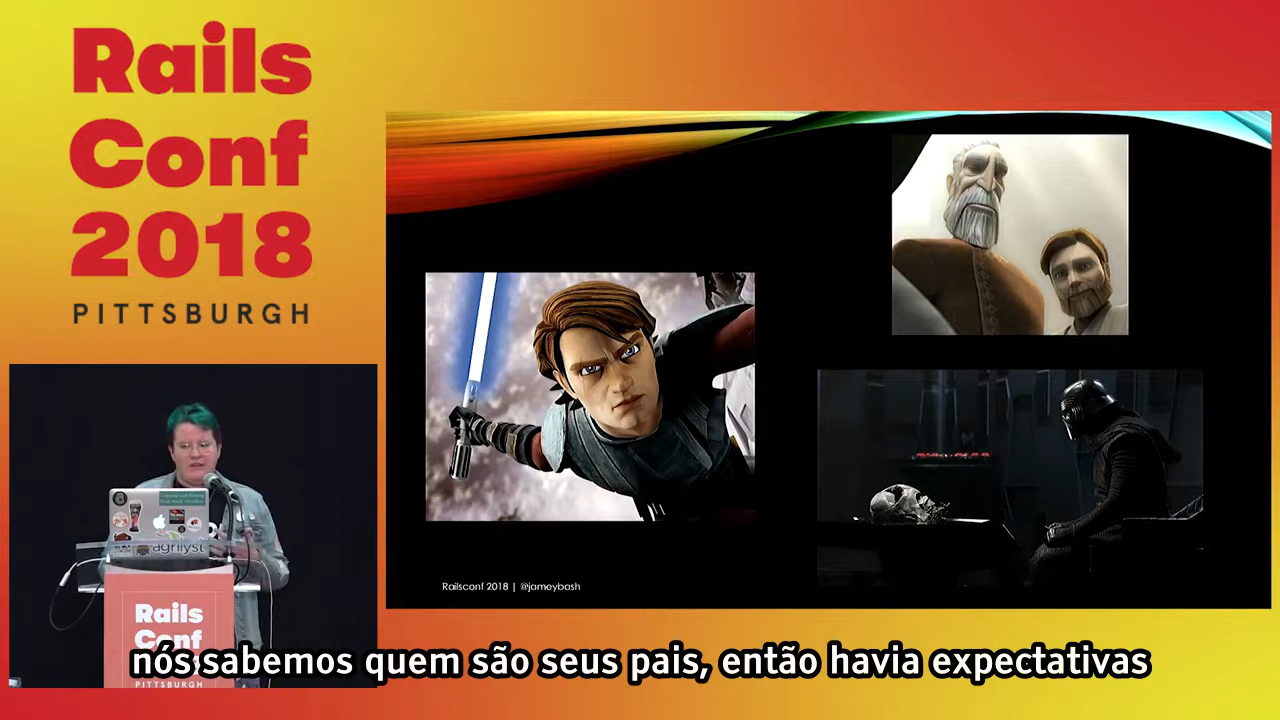 Rails
Conf
2018
PITTSBURGH
Railsconf 2018 | @jameybash
agrilyst
Rails
Conf
PITTSBURGH
nós sabemos quem são seus pais, então havia expectativas